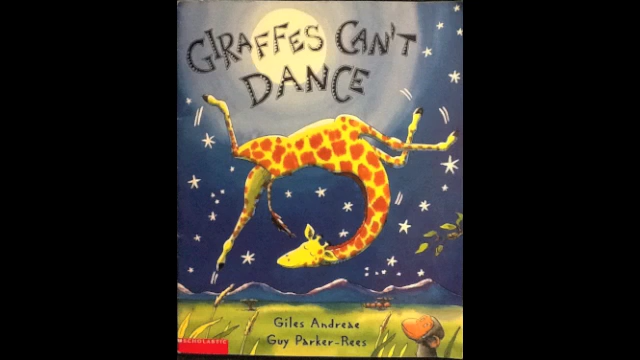 GIRAFFES CAN'T
DANCE
Giles Andreae
Guy Parker-Rees
SCHOLASTIC